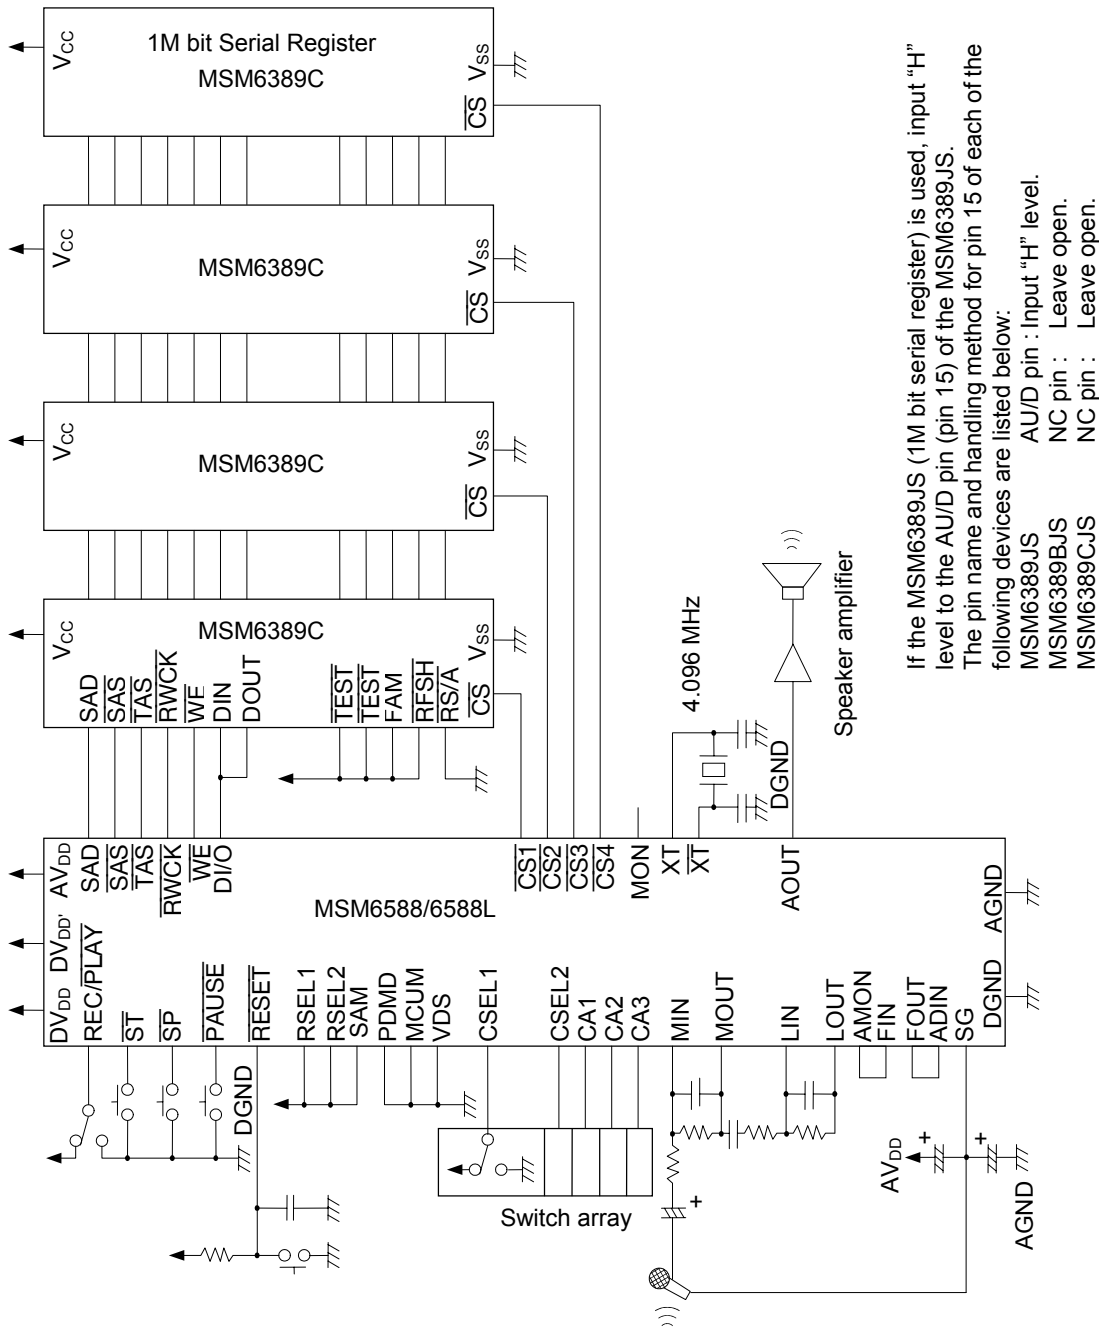 1M bit Serial Register
MSM6389C
VCC
VSS
CS
MSM6389C
VCC
VSS
CS
MSM6389C
VCC
VSS
CS
MSM6389C
VCC
VSS
SAD
SAS
TAS
RWCK
WE
DIN
DOUT
TEST
TEST
FAM
RFSH
RS/A
CS
MSM6588/6588L
DVDD
DVDD'
AVDD
SAD
SAS
TAS
RWCK
WE
DI/O
CS1
CS2
CS3
CS4
MON
XT
XT
AOUT
AGND
DGND
REC/PLAY
ST
SP
PAUSE
RESET
RSEL1
RSEL2
SAM
PDMD
MCUM
VDS
CSEL1
CSEL2
CA1
CA2
CA3
MIN
MOUT
LIN
LOUT
AMON
FIN
FOUT
ADIN
SG
DGND
Switch array
+
AVDD
+
+
AGND
4.096 MHz
DGND
Speaker amplifier
If the MSM6389JS (1M bit serial register) is used, input “H”
level to the AU/D pin (pin 15) of the MSM6389JS.
The pin name and handling method for pin 15 of each of the
following devices are listed below:
MSM6389JS AU/D pin : Input “H” level.
MSM6389BJS NC pin : Leave open.
MSM6389CJS NC pin : Leave open.